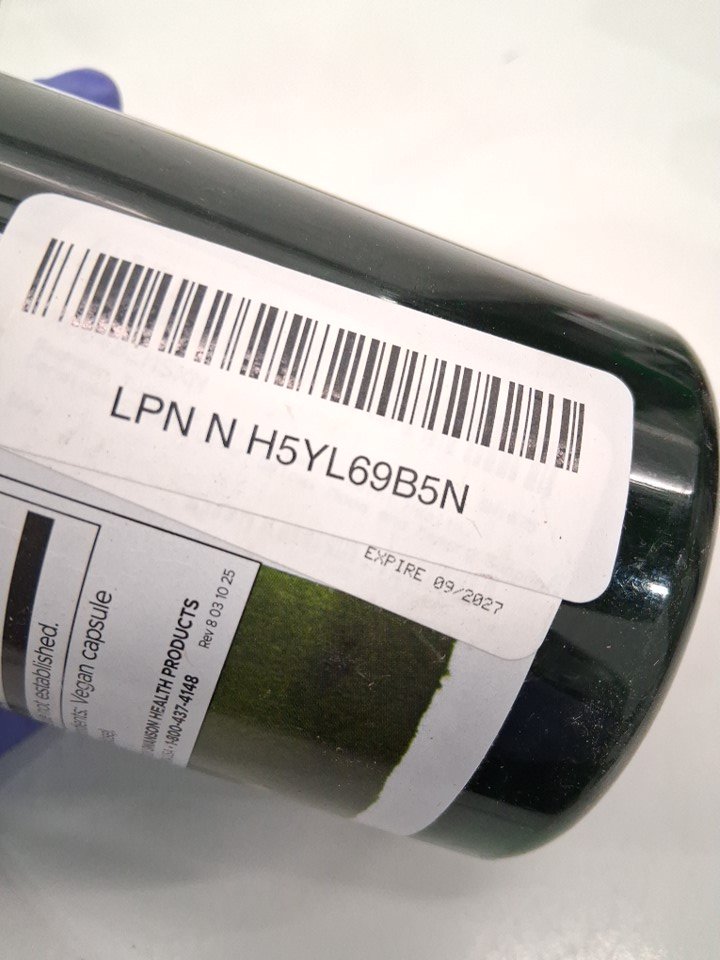 LPN N H5YL69B5N
EXPIRE 09/2027
not established.
Vegan capsule
HEALTH PRODUCTS
Rev 8 03 10 25
1-800-437-4148